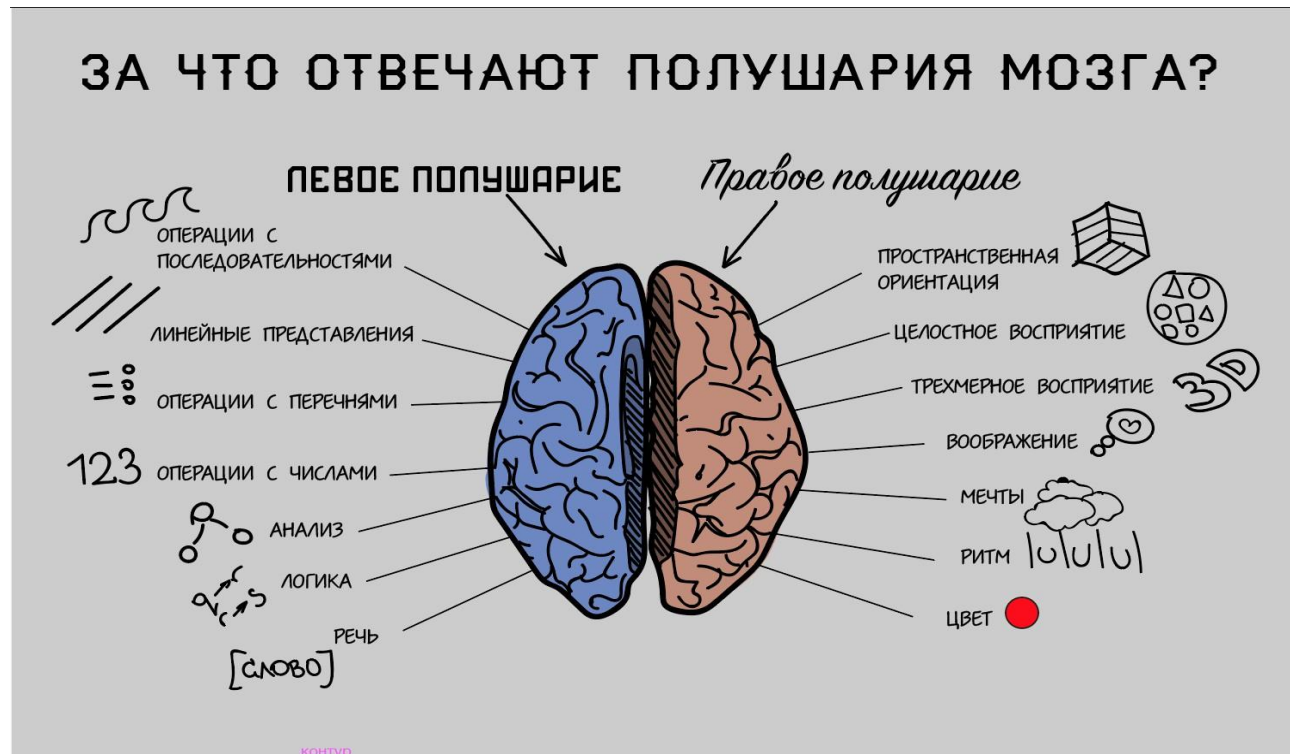 ЗА ЧТО ОТВЕЧАЮТ ПОЛУШАРИЯ МОЗГА?
ЛЕВОЕ ПОЛУШАРИЕ
Правое полушарие
ОПЕРАЦИИ С
ПОСЛЕДОВАТЕЛЬНОСТЯМИ
ЛИНЕЙНЫЕ ПРЕДСТАВЛЕНИЯ
ОПЕРАЦИИ С ПЕРЕЧНЯМИ
123
ОПЕРАЦИИ С ЧИСЛАМИ
АНАЛИЗ
ЛОГИКА
РЕЧЬ
[СЛОВО]
ПРОСТРАНСТВЕННАЯ
ОРИЕНТАЦИЯ
ЦЕЛОСТНОЕ ВОСПРИЯТИЕ
ТРЕХМЕРНОЕ ВОСПРИЯТИЕ
3D
ВООБРАЖЕНИЕ
МЕЧТЫ
РИТМ
ЦВЕТ
контур